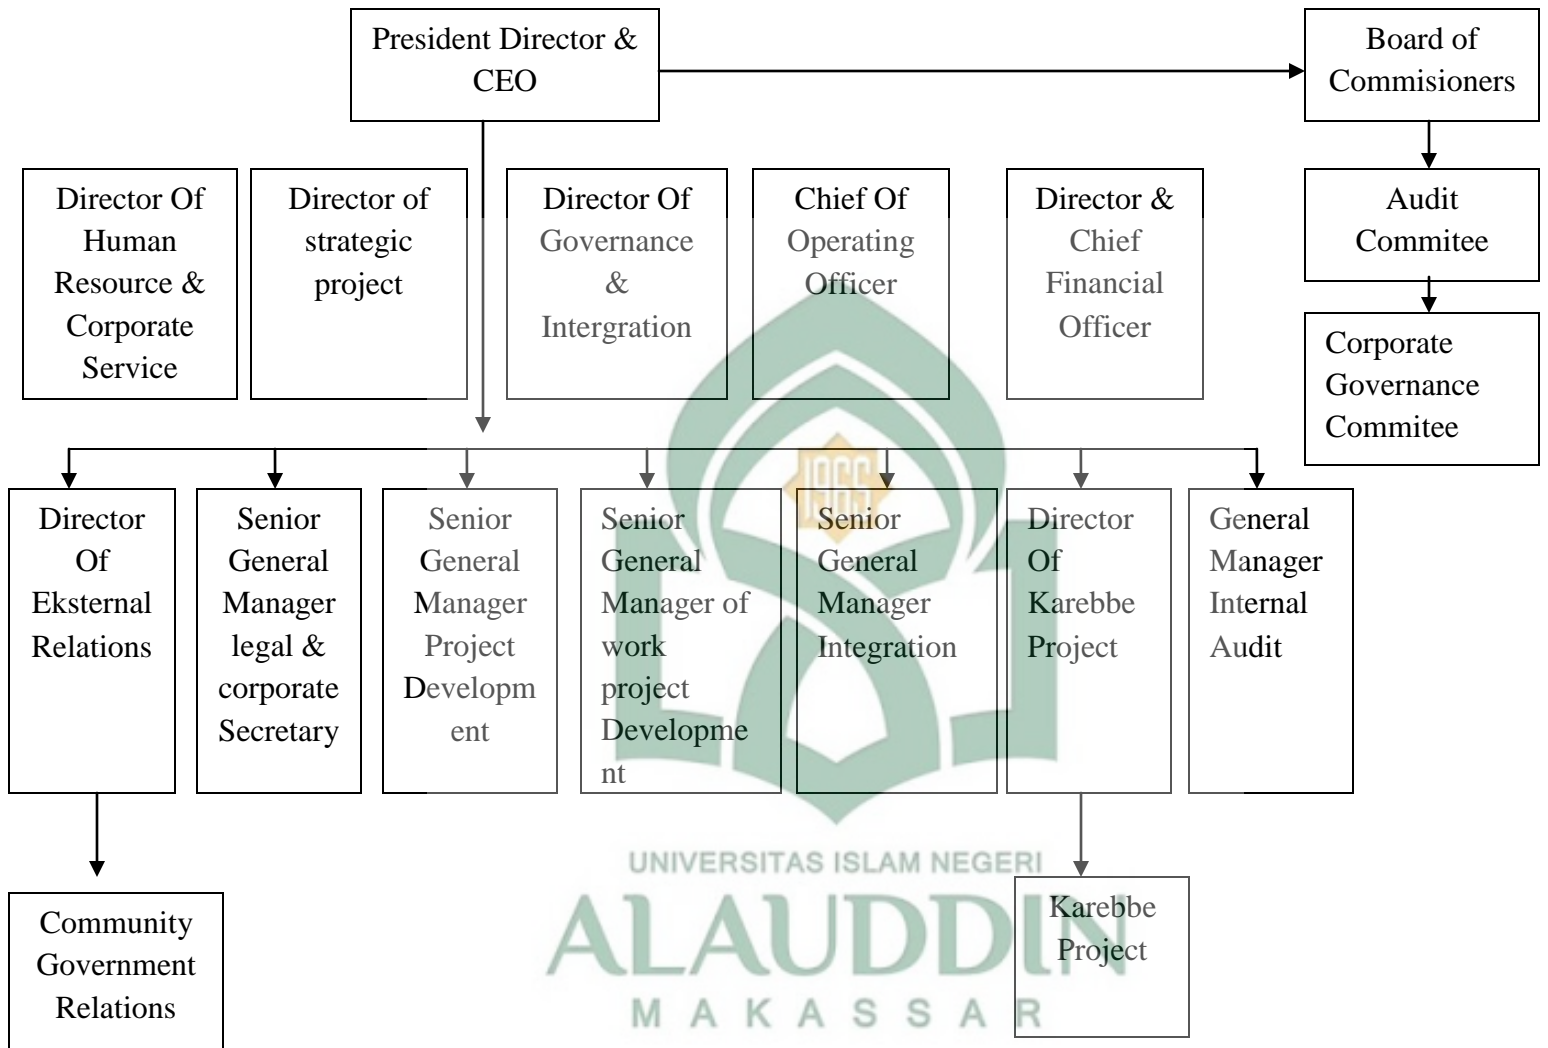 President Director &
CEO
Board of
Commisioners
Director Of
Human
Resource &
Corporate
Service
Director of
strategic
project
Director Of
Governance
&
Intergration
Chief Of
Operating
Officer
Director &
Chief
Financial
Officer
Audit
Commitee
Corporate
Governance
Commitee
1965
Director
Of
Eksternal
Relations
Senior
General
Manager
legal &
corporate
Secretary
Senior
General
Manager
Project
Developm
ent
Senior
General
Manager of
work
project
Developme
nt
Senior
General
Manager
Integration
Director
Of
Karebbe
Project
General
Manager
Internal
Audit
Community
Government
Relations
Karebbe
Project
UNIVERSITAS ISLAM NEGERI
ALAUDDIN
MAKASSAR